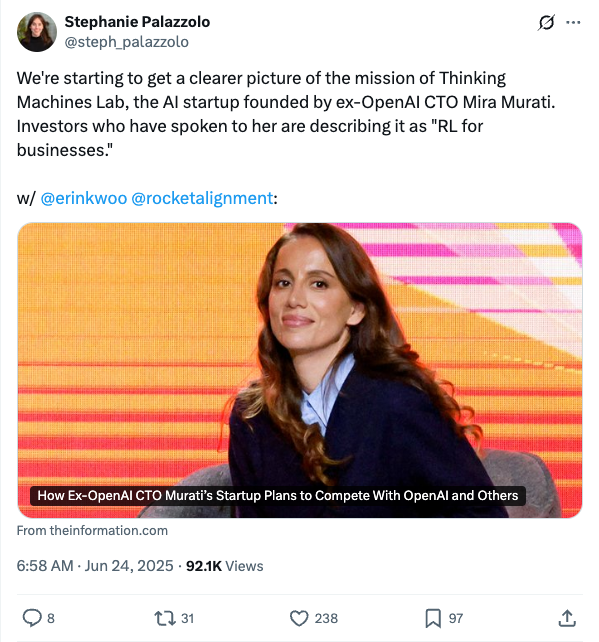 Stephanie Palazzolo
@steph_palazzolo
We're starting to get a clearer picture of the mission of Thinking
Machines Lab, the AI startup founded by ex-OpenAI CTO Mira Murati.
Investors who have spoken to her are describing it as "RL for
businesses."
w/ @erinkwoo @rocketalignment:
How Ex-OpenAI CTO Murati's Startup Plans to Compete With OpenAI and Others
From theinformation.com
6:58 AM · Jun 24, 2025 · 92.1K Views
8 31 238 97